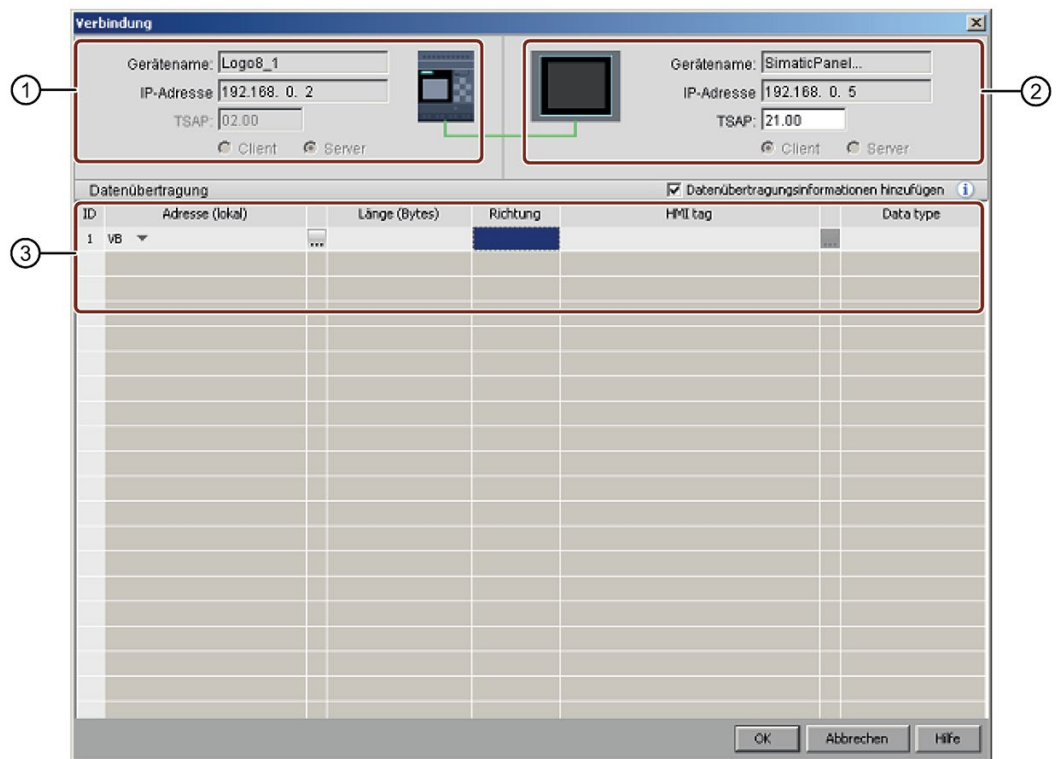 Verbindung
1
Gerätename: Logo8_1
IP-Adresse 192.168. 0. 2
TSAP: 02.00
Client Server
Gerätename: SimaticPanel...
IP-Adresse 192.168. 0. 5
TSAP: 21.00
Client Server
2
Datenübertragung
Datenübertragungsinformationen hinzufügen i
ID Adresse (lokal) Länge (Bytes) Richtung HMI tag Data type
3
1 VB ... ...
OK Abbrechen Hilfe